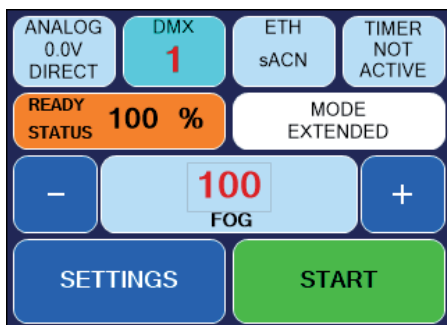 ANALOG
0.0V
DIRECT
DMX
1
ETH
sACN
TIMER
NOT
ACTIVE
READY
STATUS
100 %
MODE
EXTENDED
−
100
FOG
+
SETTINGS
START